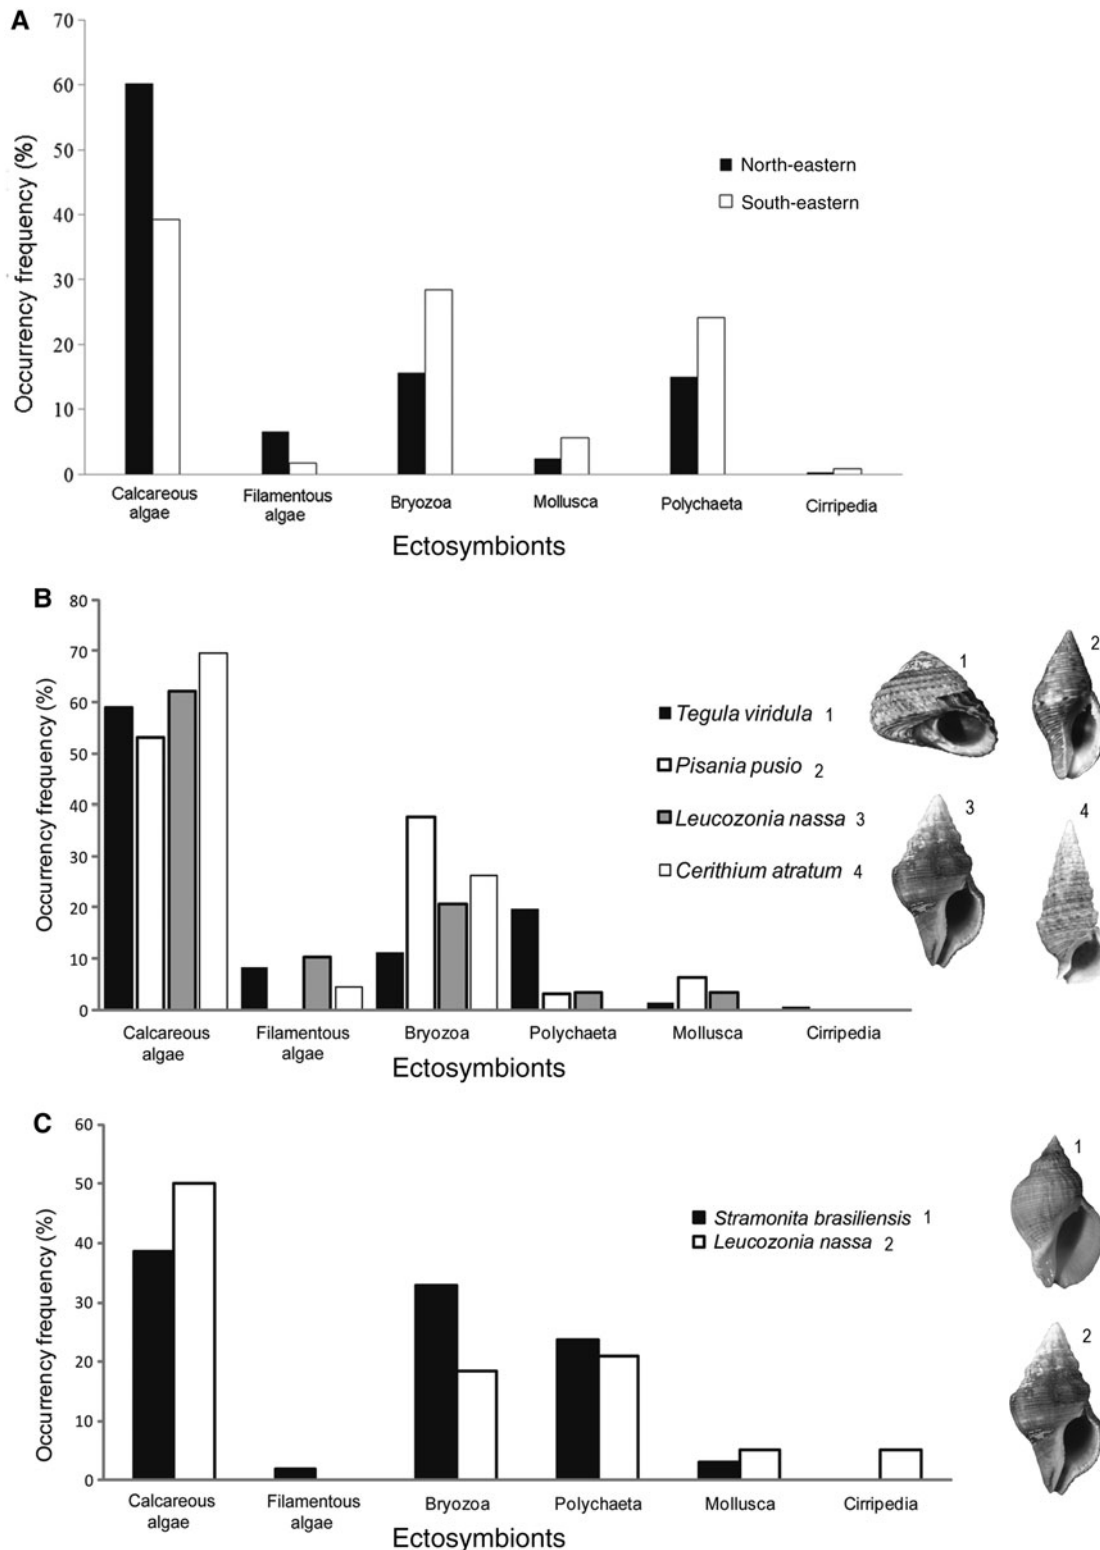 A
70
60
50
40
30
20
10
0
Occurrency frequency (%)
North-eastern
South-eastern
Calcareous
algae
Filamentous
algae
Bryozoa
Mollusca
Polychaeta
Cirripedia
Ectosymbionts
B
80
70
60
50
40
30
20
10
0
Occurrency frequency (%)
Tegula viridula 1
Pisania pusio 2
Leucozonia nassa 3
Cerithium atratum 4
1
2
3
4
Calcareous
algae
Filamentous
algae
Bryozoa
Polychaeta
Mollusca
Cirripedia
Ectosymbionts
C
60
50
40
30
20
10
0
Occurrency frequency (%)
Stramonita brasiliensis 1
Leucozonia nassa 2
1
2
Calcareous
algae
Filamentous
algae
Bryozoa
Polychaeta
Mollusca
Cirripedia
Ectosymbionts